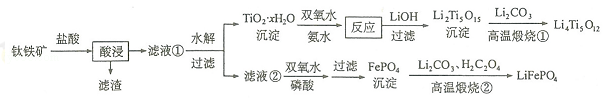 TiO₂·xH₂O 双氧水 LiOH Li₂Ti₅O₁₅ Li₂CO₃
沉淀 氨水 反应 过滤 沉淀 高温煅烧① Li₄Ti₅O₁₂
钛铁矿 盐酸 酸浸 滤液① 水解 过滤
滤渣
滤液② 双氧水 磷酸 过滤 FePO₄ 沉淀 Li₂CO₃、H₂C₂O₄ 高温煅烧② LiFePO₄